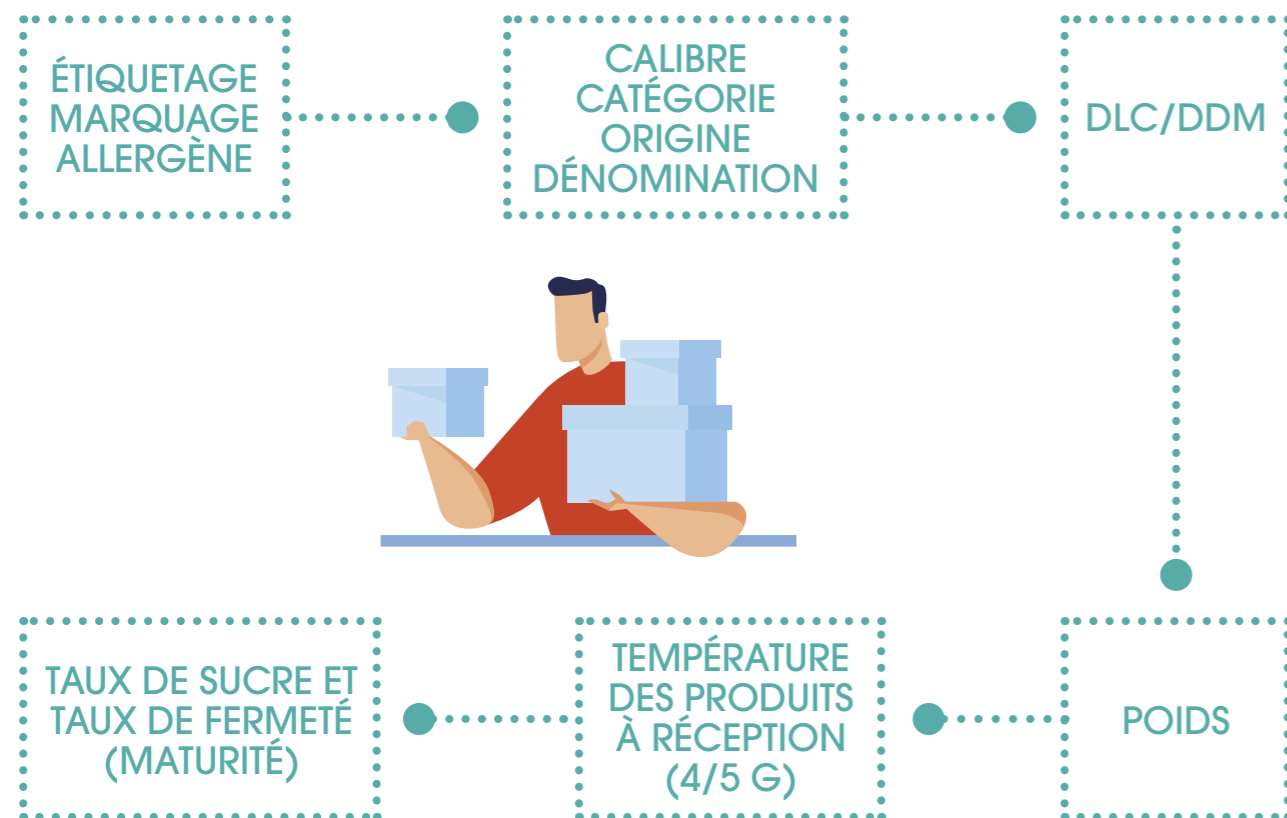 ÉTIQUETAGE
MARQUAGE
ALLERGÈNE
CALIBRE
CATÉGORIE
ORIGINE
DÉNOMINATION
DLC/DDM
POIDS
TEMPÉRATURE
DES PRODUITS
À RÉCEPTION
(4/5 G)
TAUX DE SUCRE ET
TAUX DE FERMETÉ
(MATURITÉ)